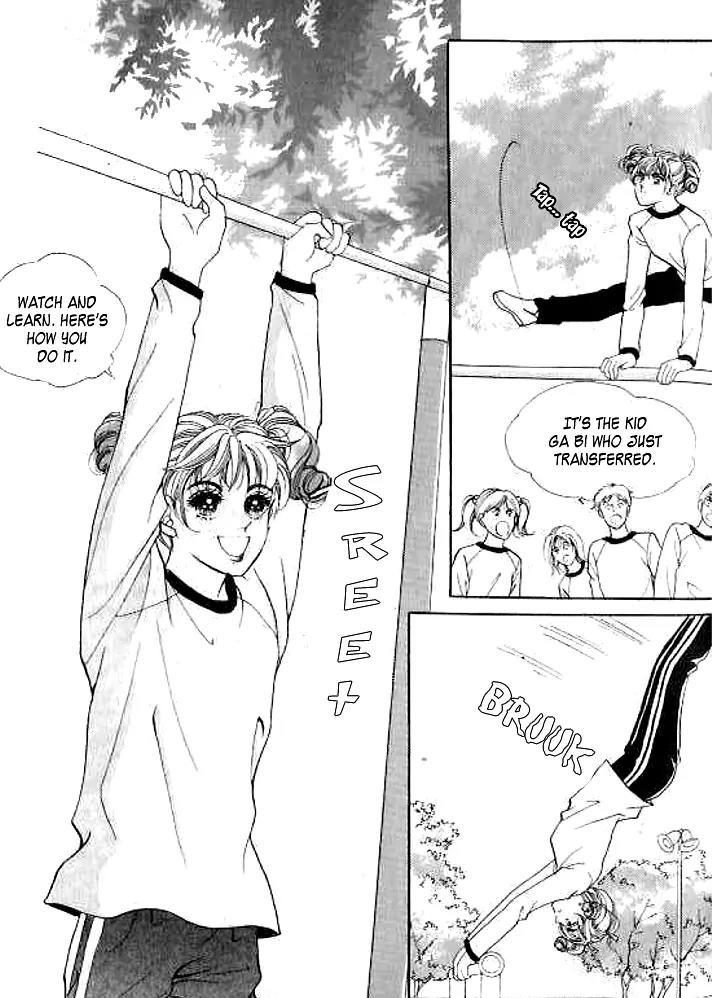 WATCH AND
LEARN. HERE'S
HOW YOU
DO IT.
SREET
Tap... tap
IT'S THE KID
GA BI WHO JUST
TRANSFERRED.
BRUUK